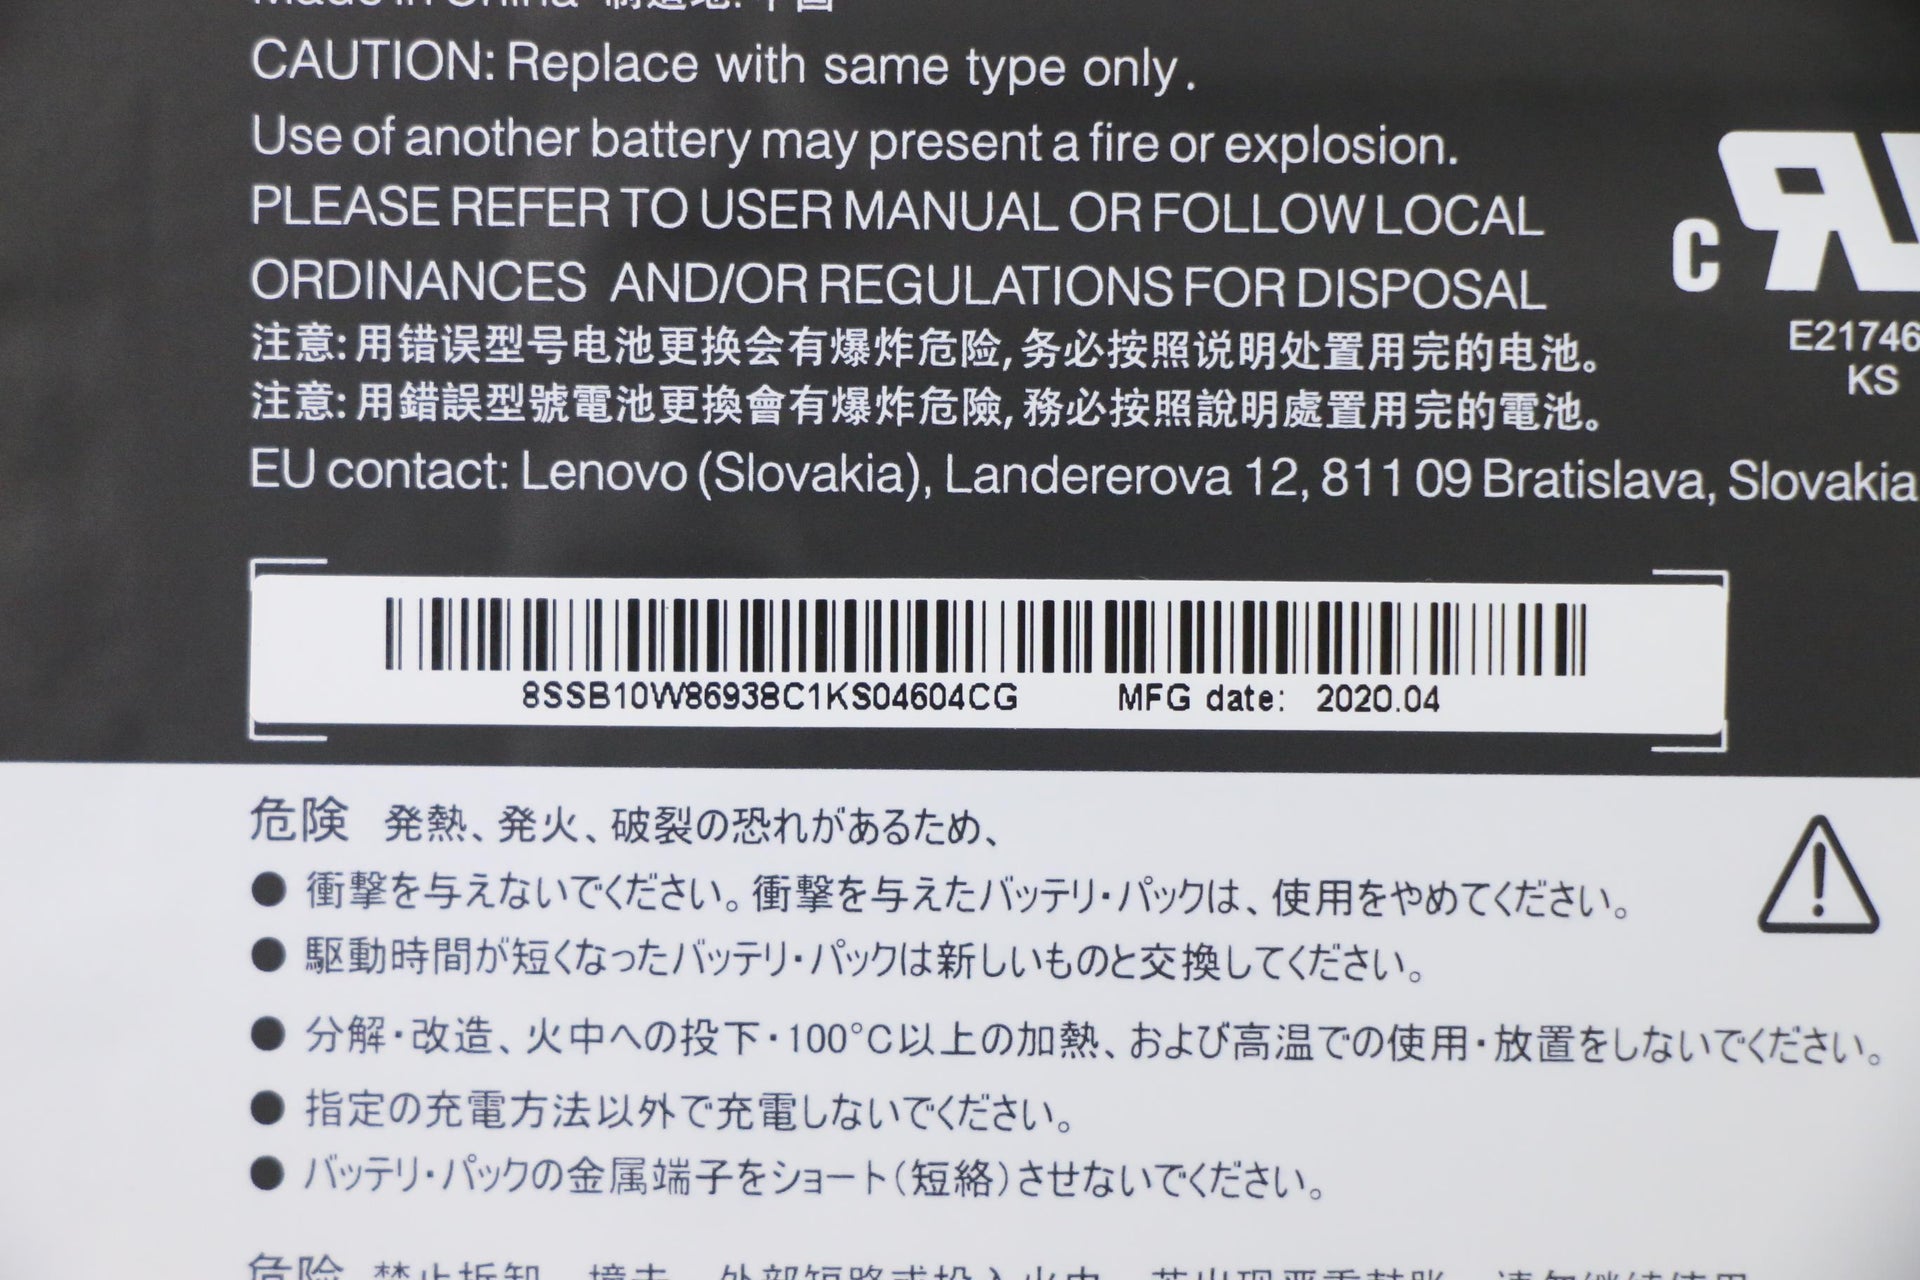 Made in China 制造地: 中国
CAUTION: Replace with same type only.
Use of another battery may present a fire or explosion.
PLEASE REFER TO USER MANUAL OR FOLLOW LOCAL
ORDINANCES AND/OR REGULATIONS FOR DISPOSAL
注意: 用错误型号电池更换会有爆炸危险, 务必按照说明处置用完的电池。
注意: 用錯誤型號電池更換會有爆炸危險, 務必按照說明處置用完的電池。
EU contact: Lenovo (Slovakia), Landererova 12, 811 09 Bratislava, Slovakia
C
E21746
KS
8SSB10W86938C1KS04604CG MFG date: 2020.04
危険 発熱、発火、破裂の恐れがあるため、
● 衝撃を与えないでください。衝撃を与えたバッテリ・パックは、使用をやめてください。
● 駆動時間が短くなったバッテリ・パックは新しいものと交換してください。
● 分解・改造、火中への投下・100°C以上の加熱、および高温での使用・放置をしないでください。
● 指定の充電方法以外で充電しないでください。
● バッテリ・パックの金属端子をショート(短絡)させないでください。
危险